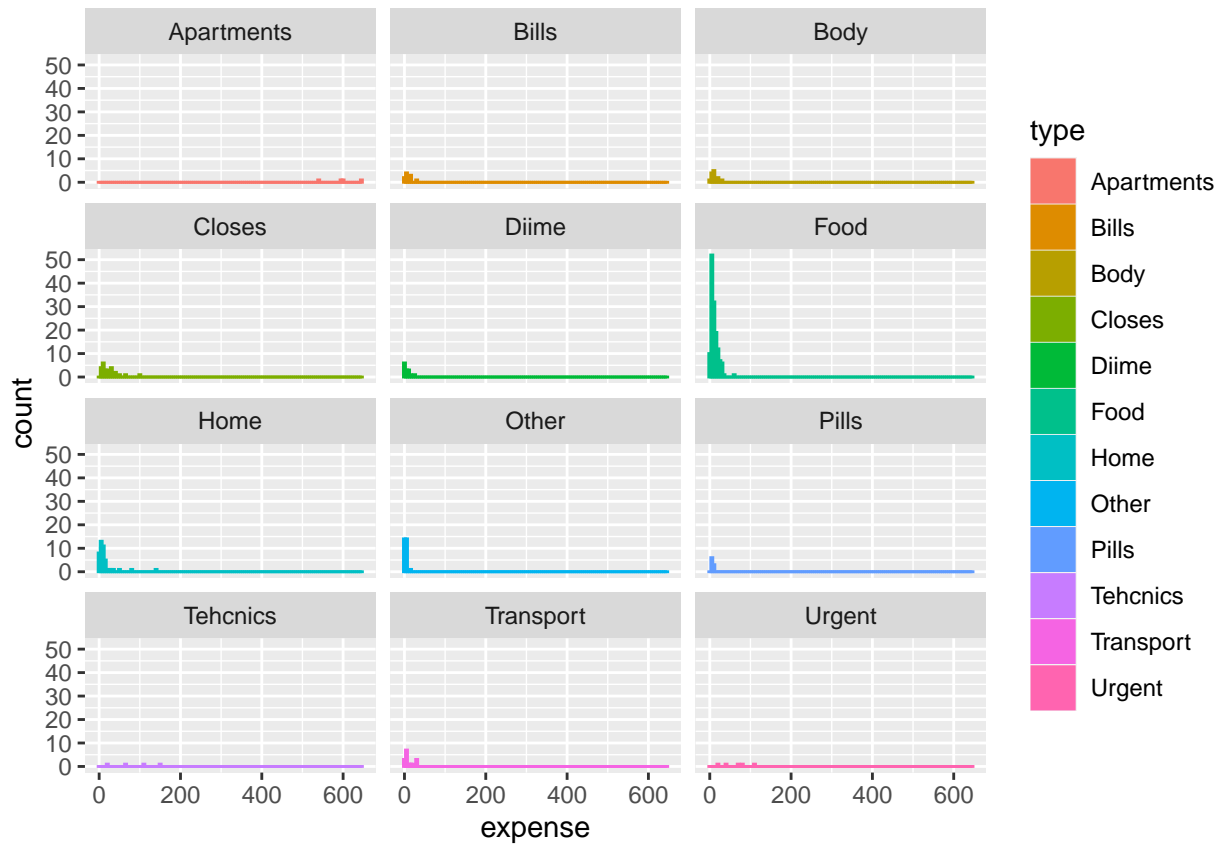 Apartments
Bills
Body
50
40
30
20
10
0
Closes
Diime
Food
50
40
30
20
10
0
Home
Other
Pills
50
40
30
20
10
0
Tehcnics
Transport
Urgent
50
40
30
20
10
0
0 200 400 600
0 200 400 600
0 200 400 600
expense
count
type
Apartments
Bills
Body
Closes
Diime
Food
Home
Other
Pills
Tehcnics
Transport
Urgent